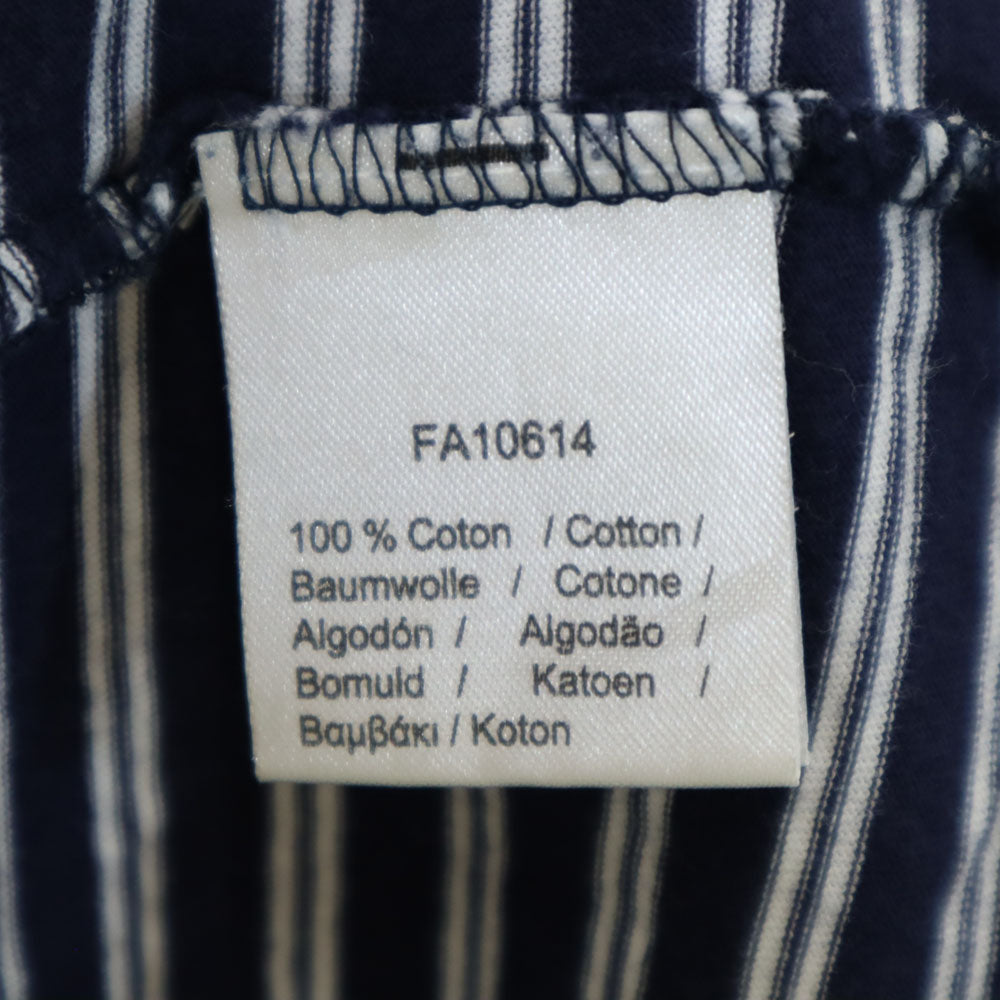 FA10614
100 % Coton / Cotton /
Baumwolle / Cotone /
Algodón / Algodão /
Bomuld / Katoen /
Βαμβάκι / Koton